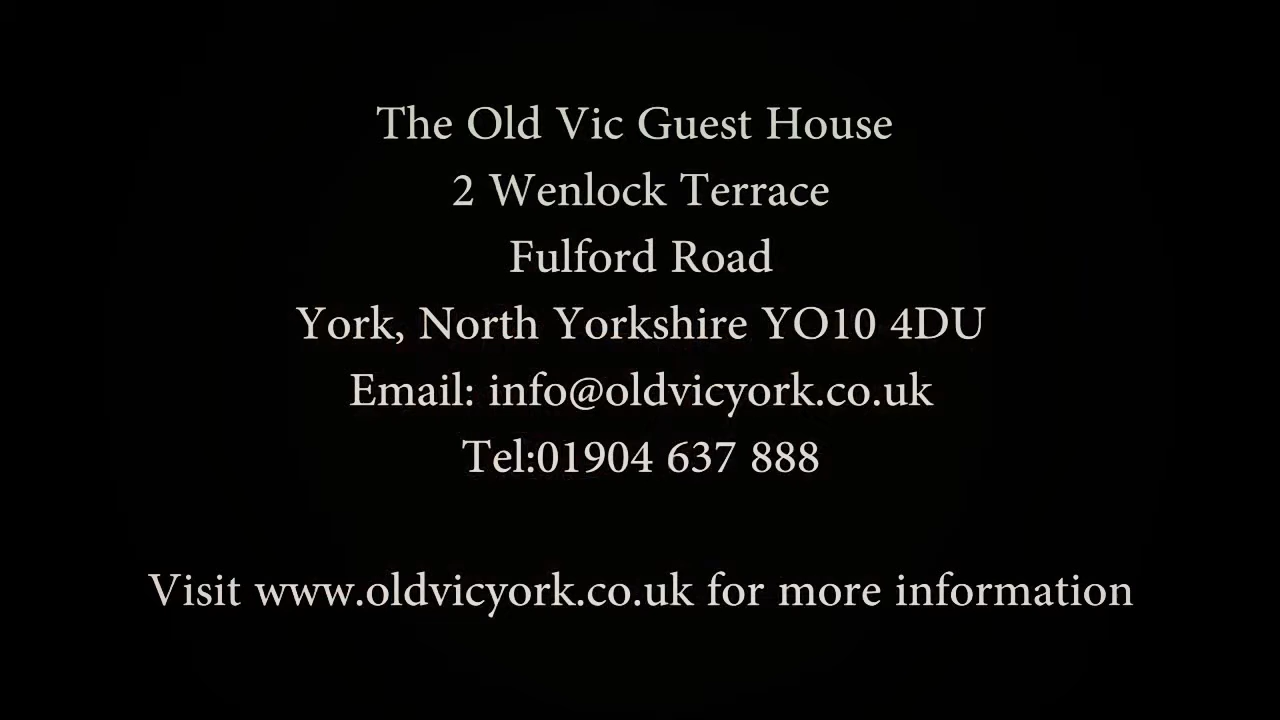 The Old Vic Guest House
2 Wenlock Terrace
Fulford Road
York, North Yorkshire YO10 4DU
Email: info@oldvicyork.co.uk
Tel:01904 637 888
Visit www.oldvicyork.co.uk for more information